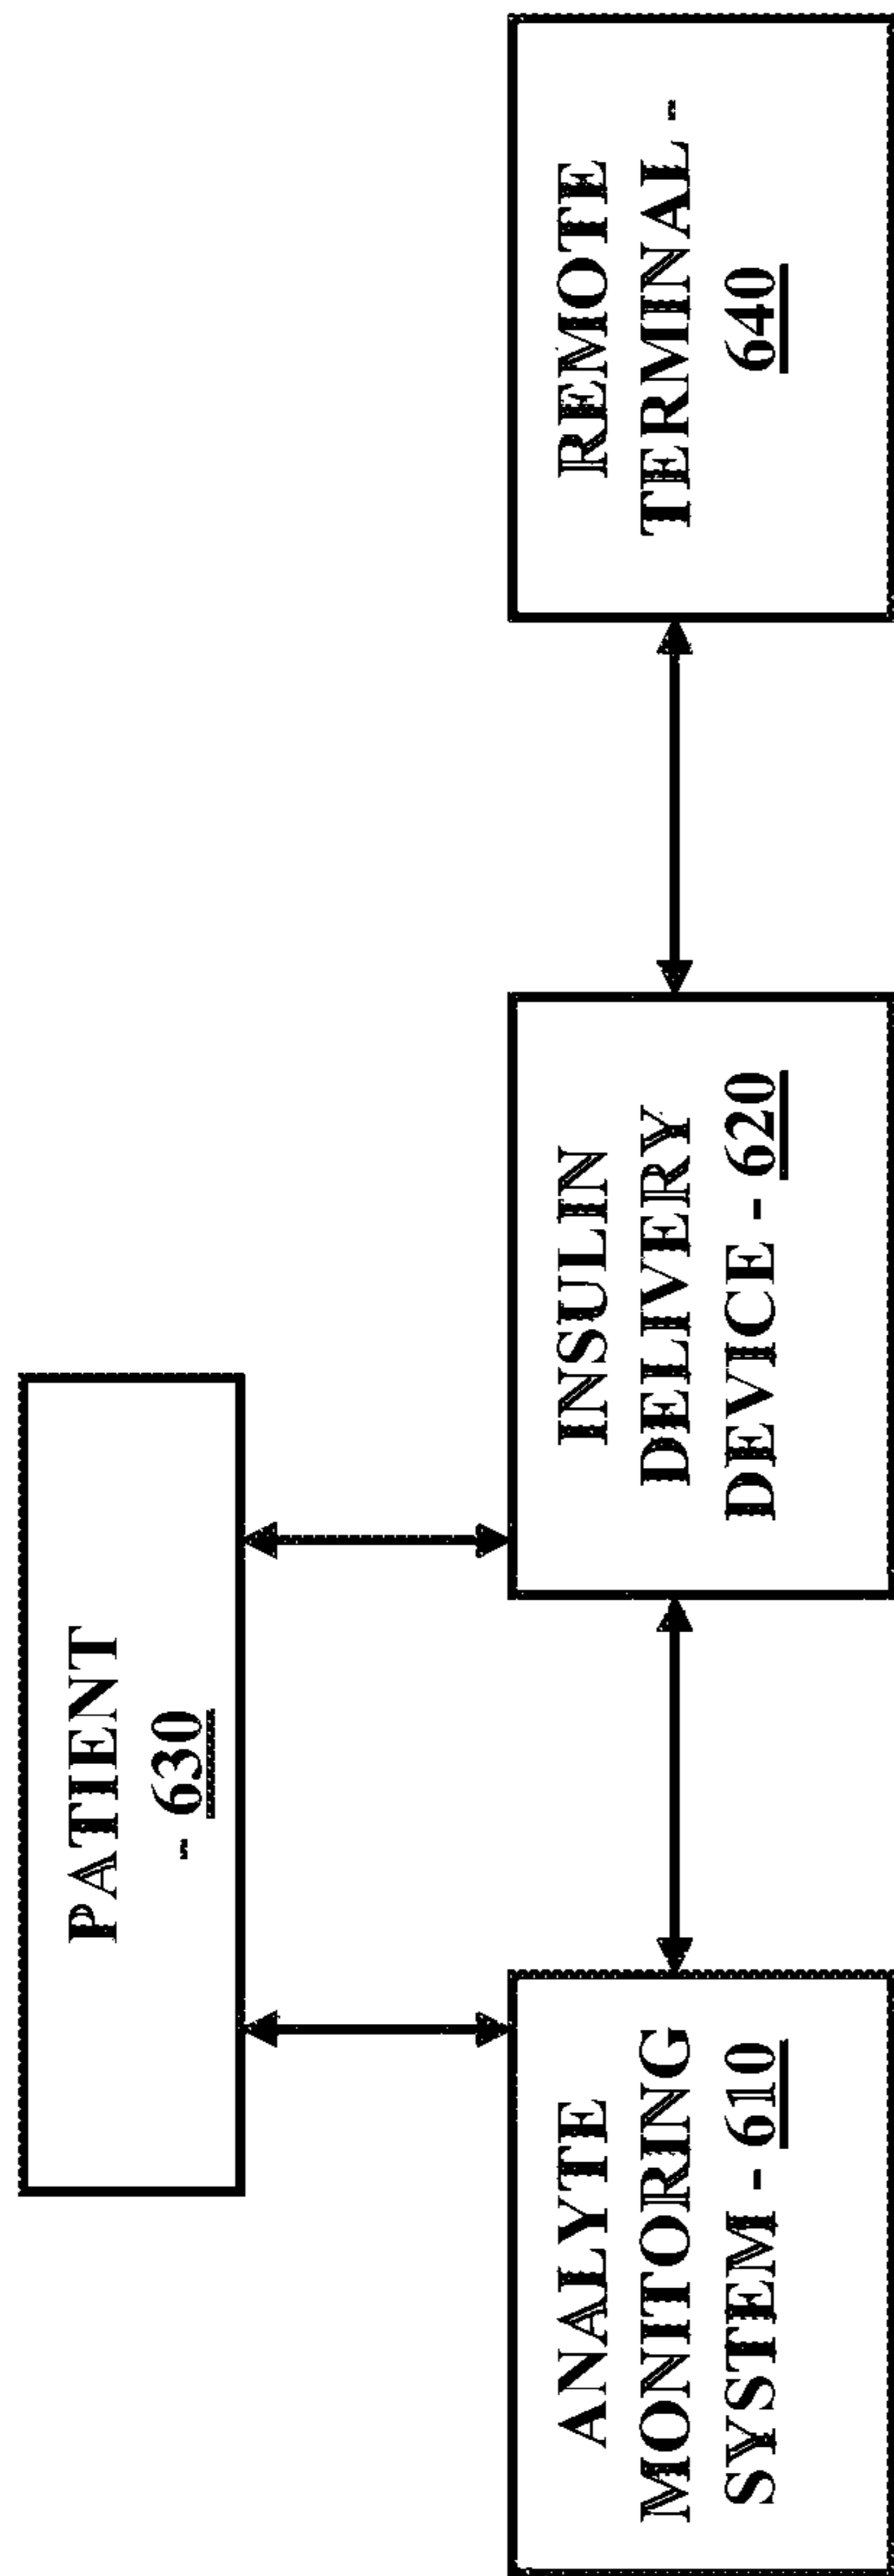 PATIENT
- 630
ANALYTE
MONITORING
SYSTEM - 610
INSULIN
DELIVERY
DEVICE - 620
REMOTE
TERMINAL -
640